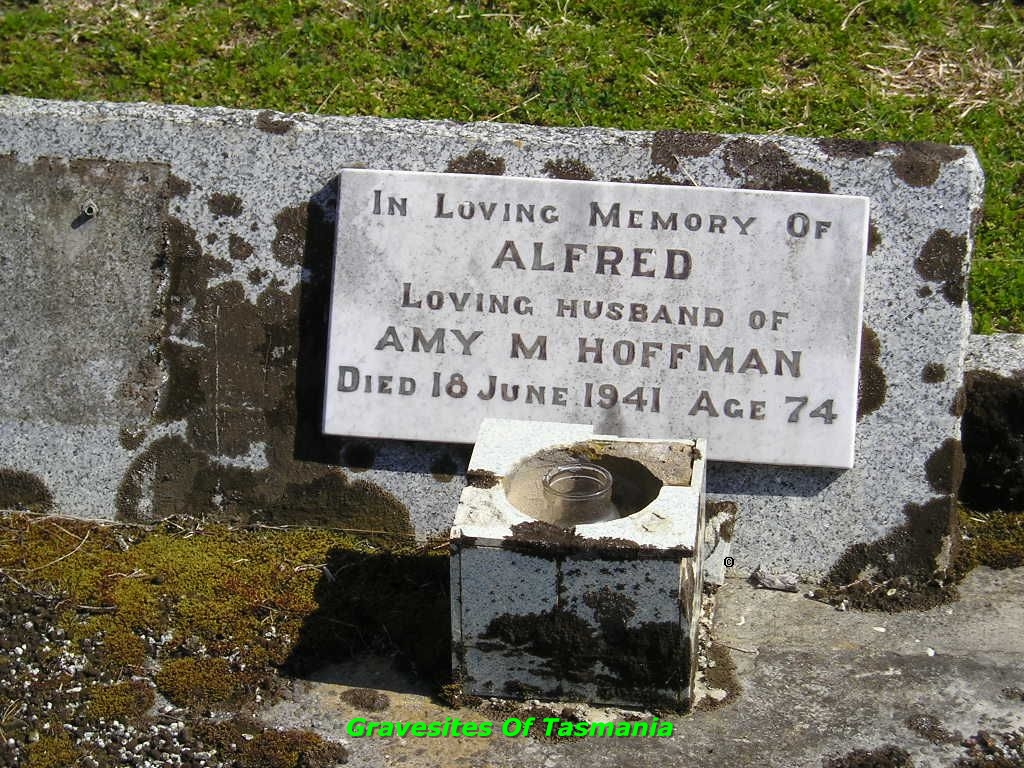 In Loving Memory Of
ALFRED
Loving husband of
AMY M HOFFMAN
Died 18 June 1941 Age 74
©
Gravesites Of Tasmania